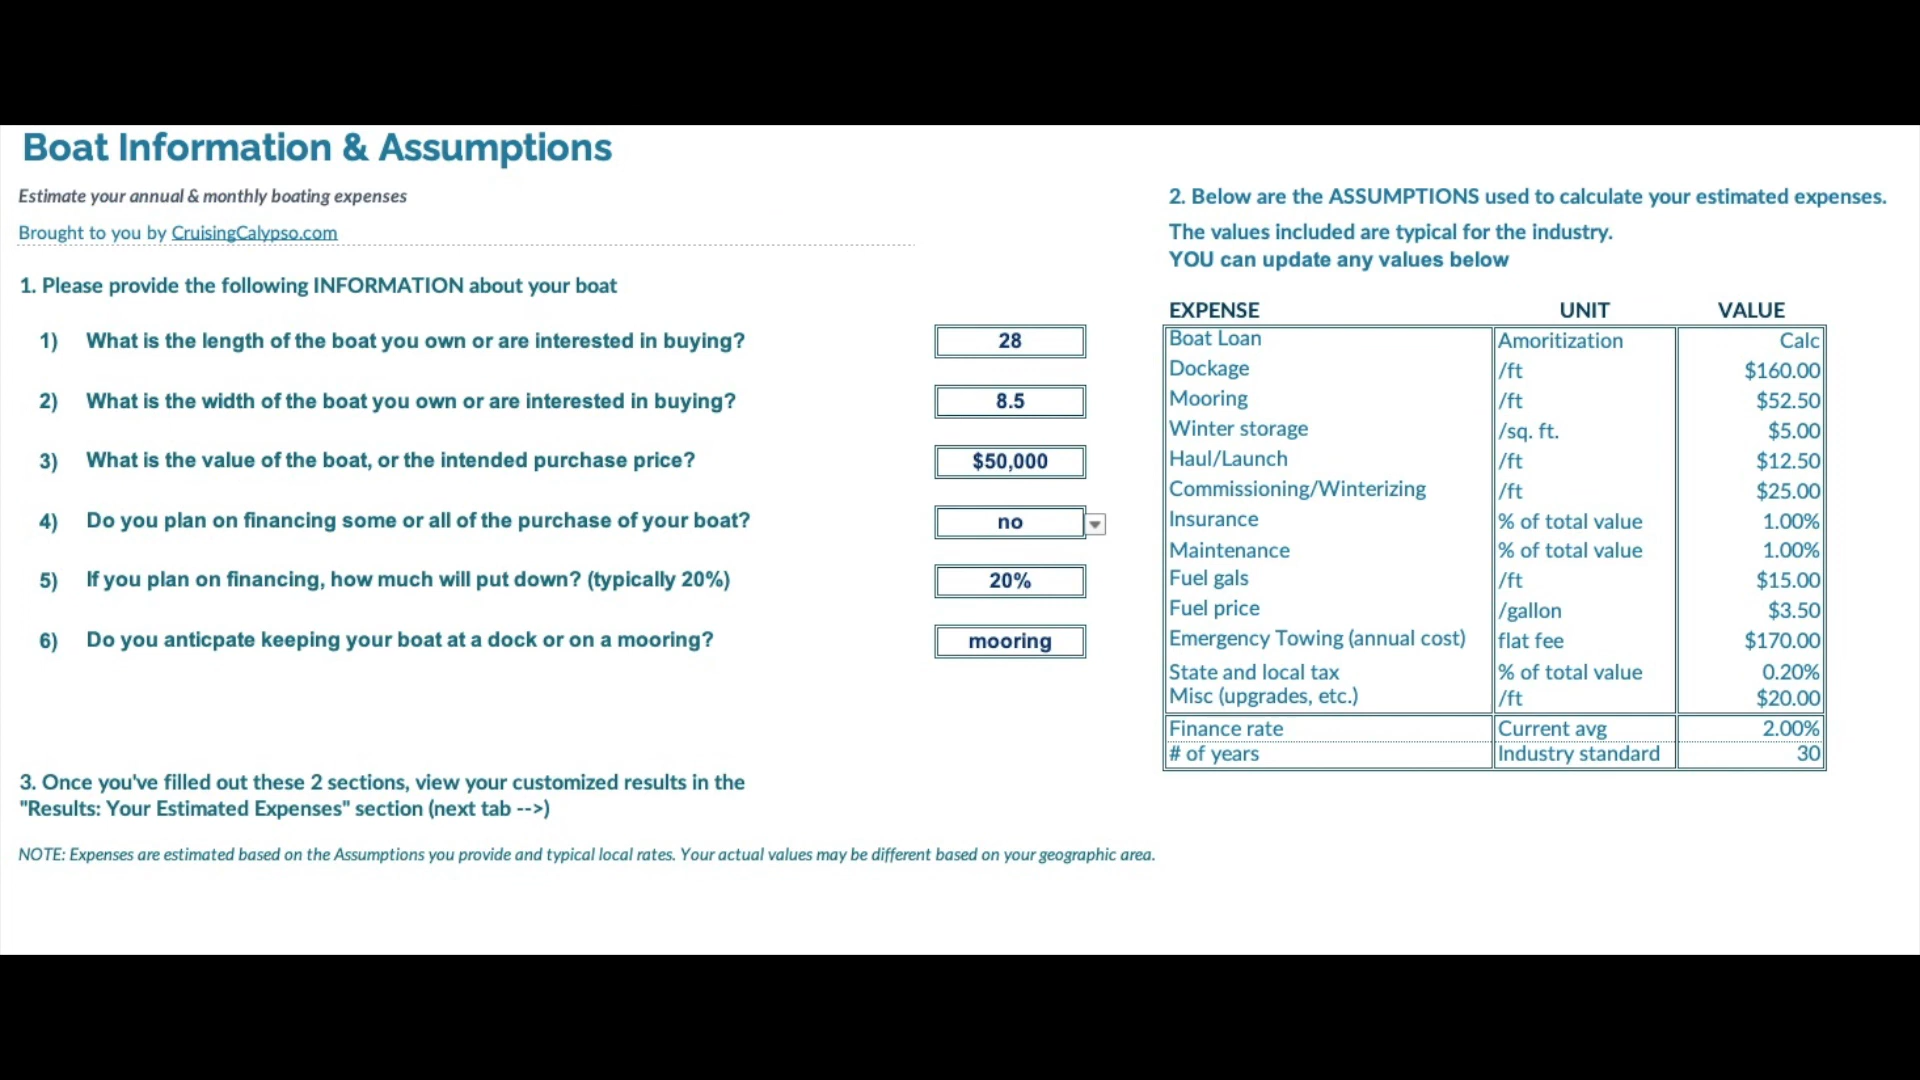 Boat Information & Assumptions
Estimate your annual & monthly boating expenses
Brought to you by CruisingCalypso.com
1. Please provide the following INFORMATION about your boat
1) What is the length of the boat you own or are interested in buying? 28
2) What is the width of the boat you own or are interested in buying? 8.5
3) What is the value of the boat, or the intended purchase price? $50,000
4) Do you plan on financing some or all of the purchase of your boat? no
5) If you plan on financing, how much will put down? (typically 20%) 20%
6) Do you anticpate keeping your boat at a dock or on a mooring? mooring
3. Once you've filled out these 2 sections, view your customized results in the
"Results: Your Estimated Expenses" section (next tab -->)
NOTE: Expenses are estimated based on the Assumptions you provide and typical local rates. Your actual values may be different based on your geographic area.
2. Below are the ASSUMPTIONS used to calculate your estimated expenses.
The values included are typical for the industry.
YOU can update any values below
EXPENSE UNIT VALUE
Boat Loan Amoritization Calc
Dockage /ft $160.00
Mooring /ft $52.50
Winter storage /sq. ft. $5.00
Haul/Launch /ft $12.50
Commissioning/Winterizing /ft $25.00
Insurance % of total value 1.00%
Maintenance % of total value 1.00%
Fuel gals /ft $15.00
Fuel price /gallon $3.50
Emergency Towing (annual cost) flat fee $170.00
State and local tax % of total value 0.20%
Misc (upgrades, etc.) /ft $20.00
Finance rate Current avg 2.00%
# of years Industry standard 30